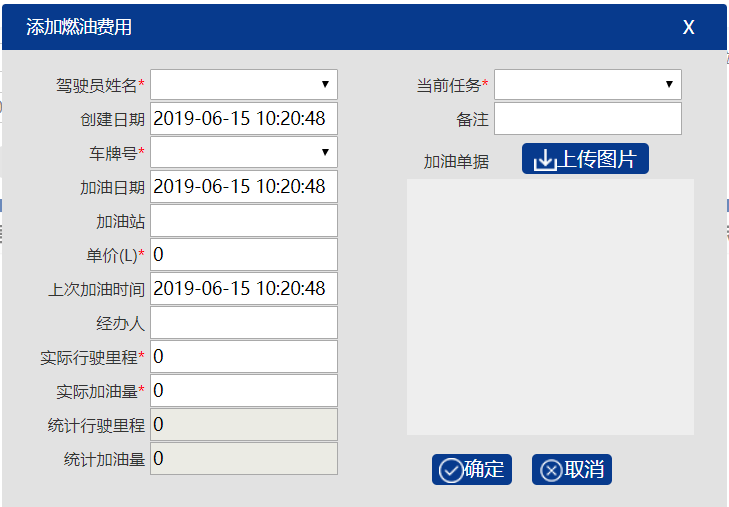 添加燃油费用 X
驾驶员姓名*
创建日期 2019-06-15 10:20:48
车牌号*
加油日期 2019-06-15 10:20:48
加油站
单价(L)* 0
上次加油时间 2019-06-15 10:20:48
经办人
实际行驶里程* 0
实际加油量* 0
统计行驶里程 0
统计加油量 0
当前任务*
备注
加油单据 上传图片
确定 取消